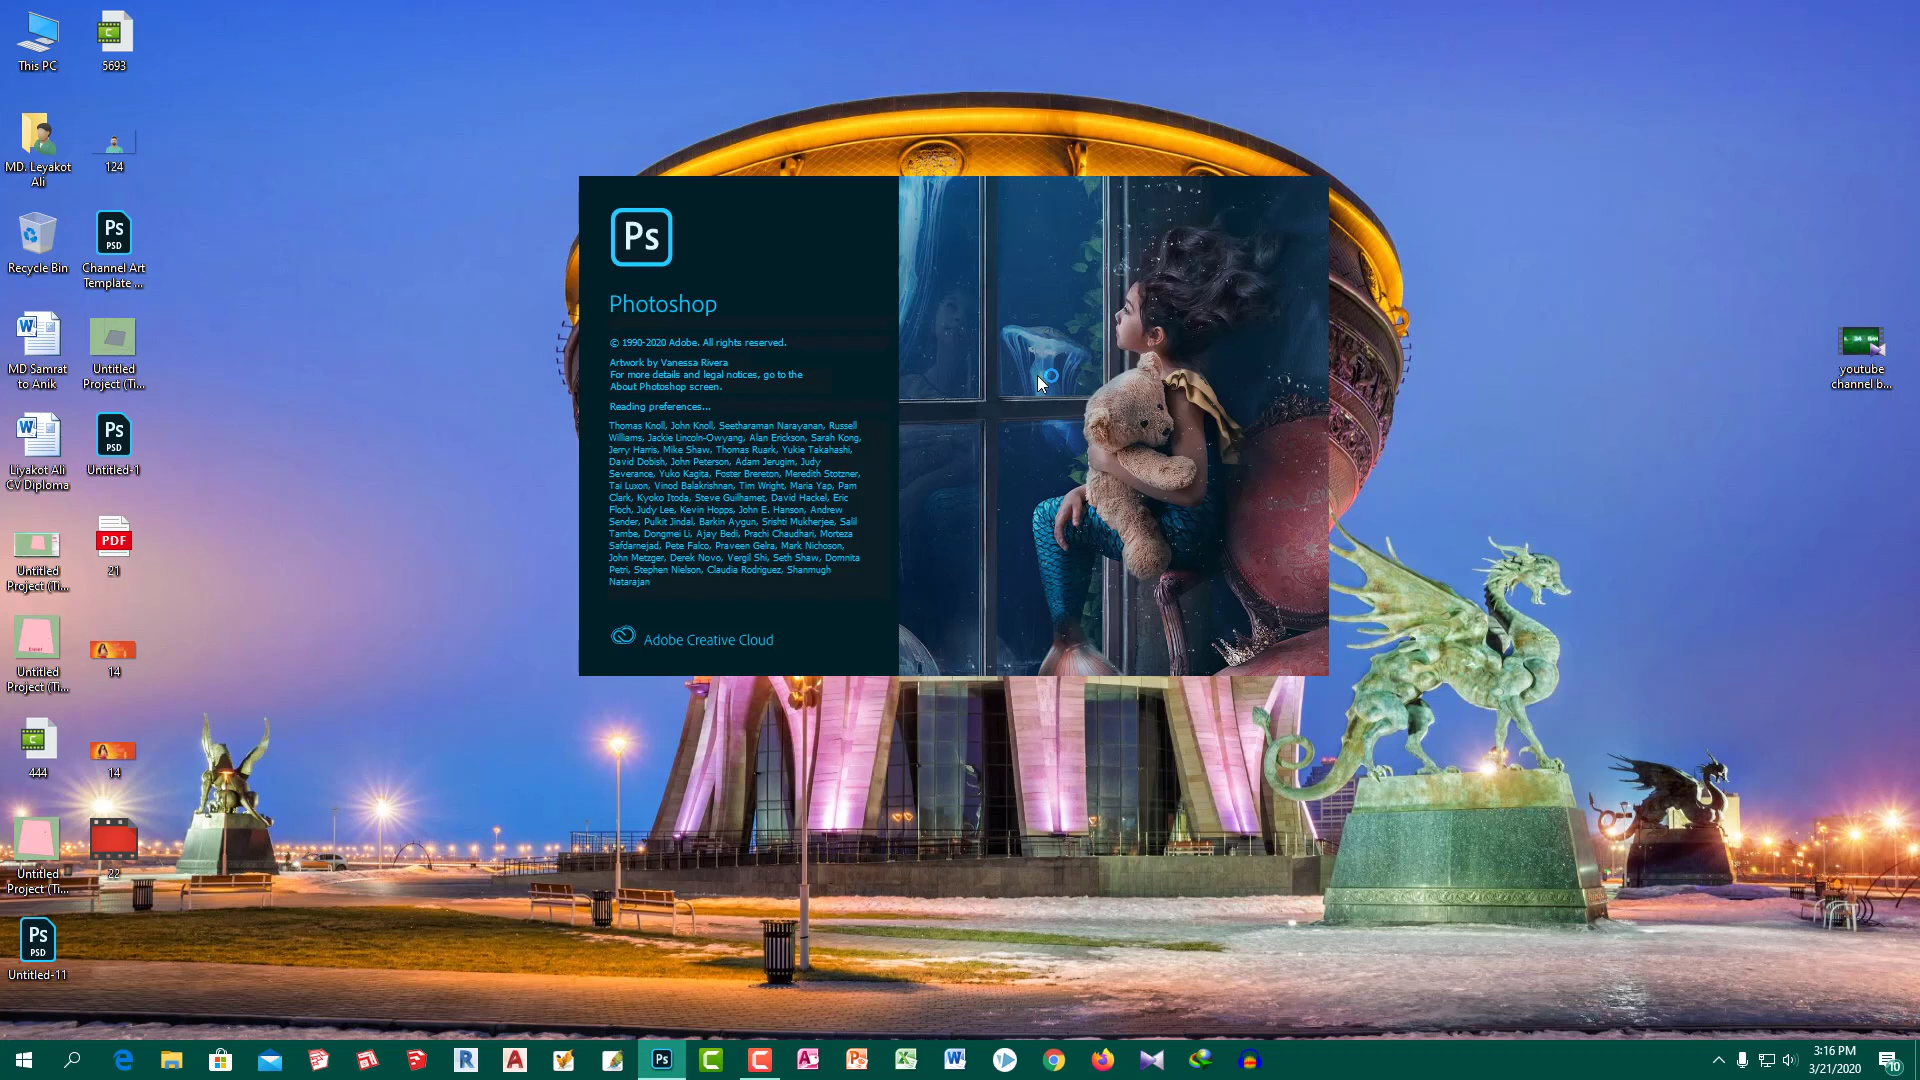 This PC
5693
MD. Leyakot
Ali
124
Recycle Bin
Ps
PSD
Channel Art
Template ...
MD Samrat
to Anik
Untitled
Project (Ti...
Liyakot Ali
CV Diploma
Ps
PSD
Untitled-1
Untitled
Project (Ti...
PDF
21
Untitled
Project (Ti...
14
444
14
Untitled
Project (Ti...
22
Ps
PSD
Untitled-11
Ps
Photoshop
© 1990-2020 Adobe. All rights reserved.
Artwork by Vanessa Rivera
For more details and legal notices, go to the
About Photoshop screen.
Reading preferences...
Thomas Knoll, John Knoll, Seetharaman Narayanan, Russell
Williams, Jackie Lincoln-Owyang, Alan Erickson, Sarah Kong,
Jerry Harris, Mike Shaw, Thomas Ruark, Yukie Takahashi,
David Dobish, John Peterson, Adam Jerugim, Judy
Severance, Yuko Kagita, Foster Brereton, Meredith Stotzner,
Tai Luxon, Vinod Balakrishnan, Tim Wright, Maria Yap, Pam
Clark, Kyoko Itoda, Steve Guilhamet, David Hackel, Eric
Floch, Judy Lee, Kevin Hopps, John E. Hanson, Andrew
Sender, Pulkit Jindal, Barkin Aygun, Srishti Mukherjee, Salil
Tambe, Dongmei Li, Ajay Bedi, Prachi Chaudhari, Morteza
Safdarnejad, Pete Falco, Praveen Gelra, Mark Nichoson,
John Metzger, Derek Novo, Vergil Shi, Seth Shaw, Domnita
Petri, Stephen Nielson, Claudia Rodriguez, Shanmugh
Natarajan
Adobe Creative Cloud
youtube
channel b...
Ps
3:16 PM
3/21/2020
10